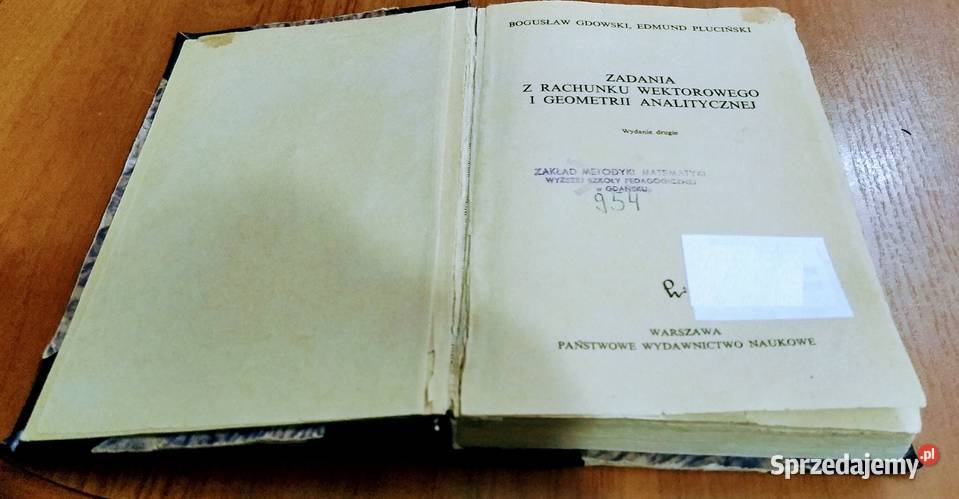 BOGUSŁAW GDOWSKI, EDMUND PLUCIŃSKI
ZADANIA
Z RACHUNKU WEKTOROWEGO
I GEOMETRII ANALITYCZNEJ
Wydanie drugie
ZAKŁAD METODYKI MATEMATYKI
WYŻSZEJ SZKOŁY PEDAGOGICZNEJ
w GDAŃSKU
954
WARSZAWA
PAŃSTWOWE WYDAWNICTWO NAUKOWE
Sprzedajemy.pl